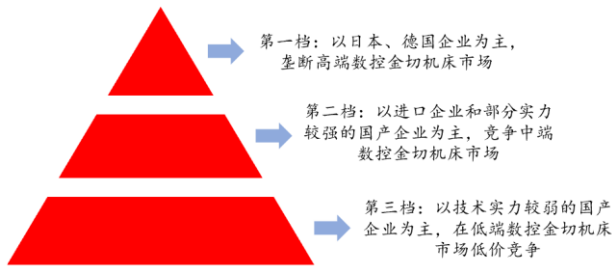 第一档：以日本、德国企业为主，
垄断高端数控金切机床市场
第二档：以进口企业和部分实力
较强的国产企业为主，竞争中端
数控金切机床市场
第三档：以技术实力较弱的国产
企业为主，在低端数控金切机床
市场低价竞争